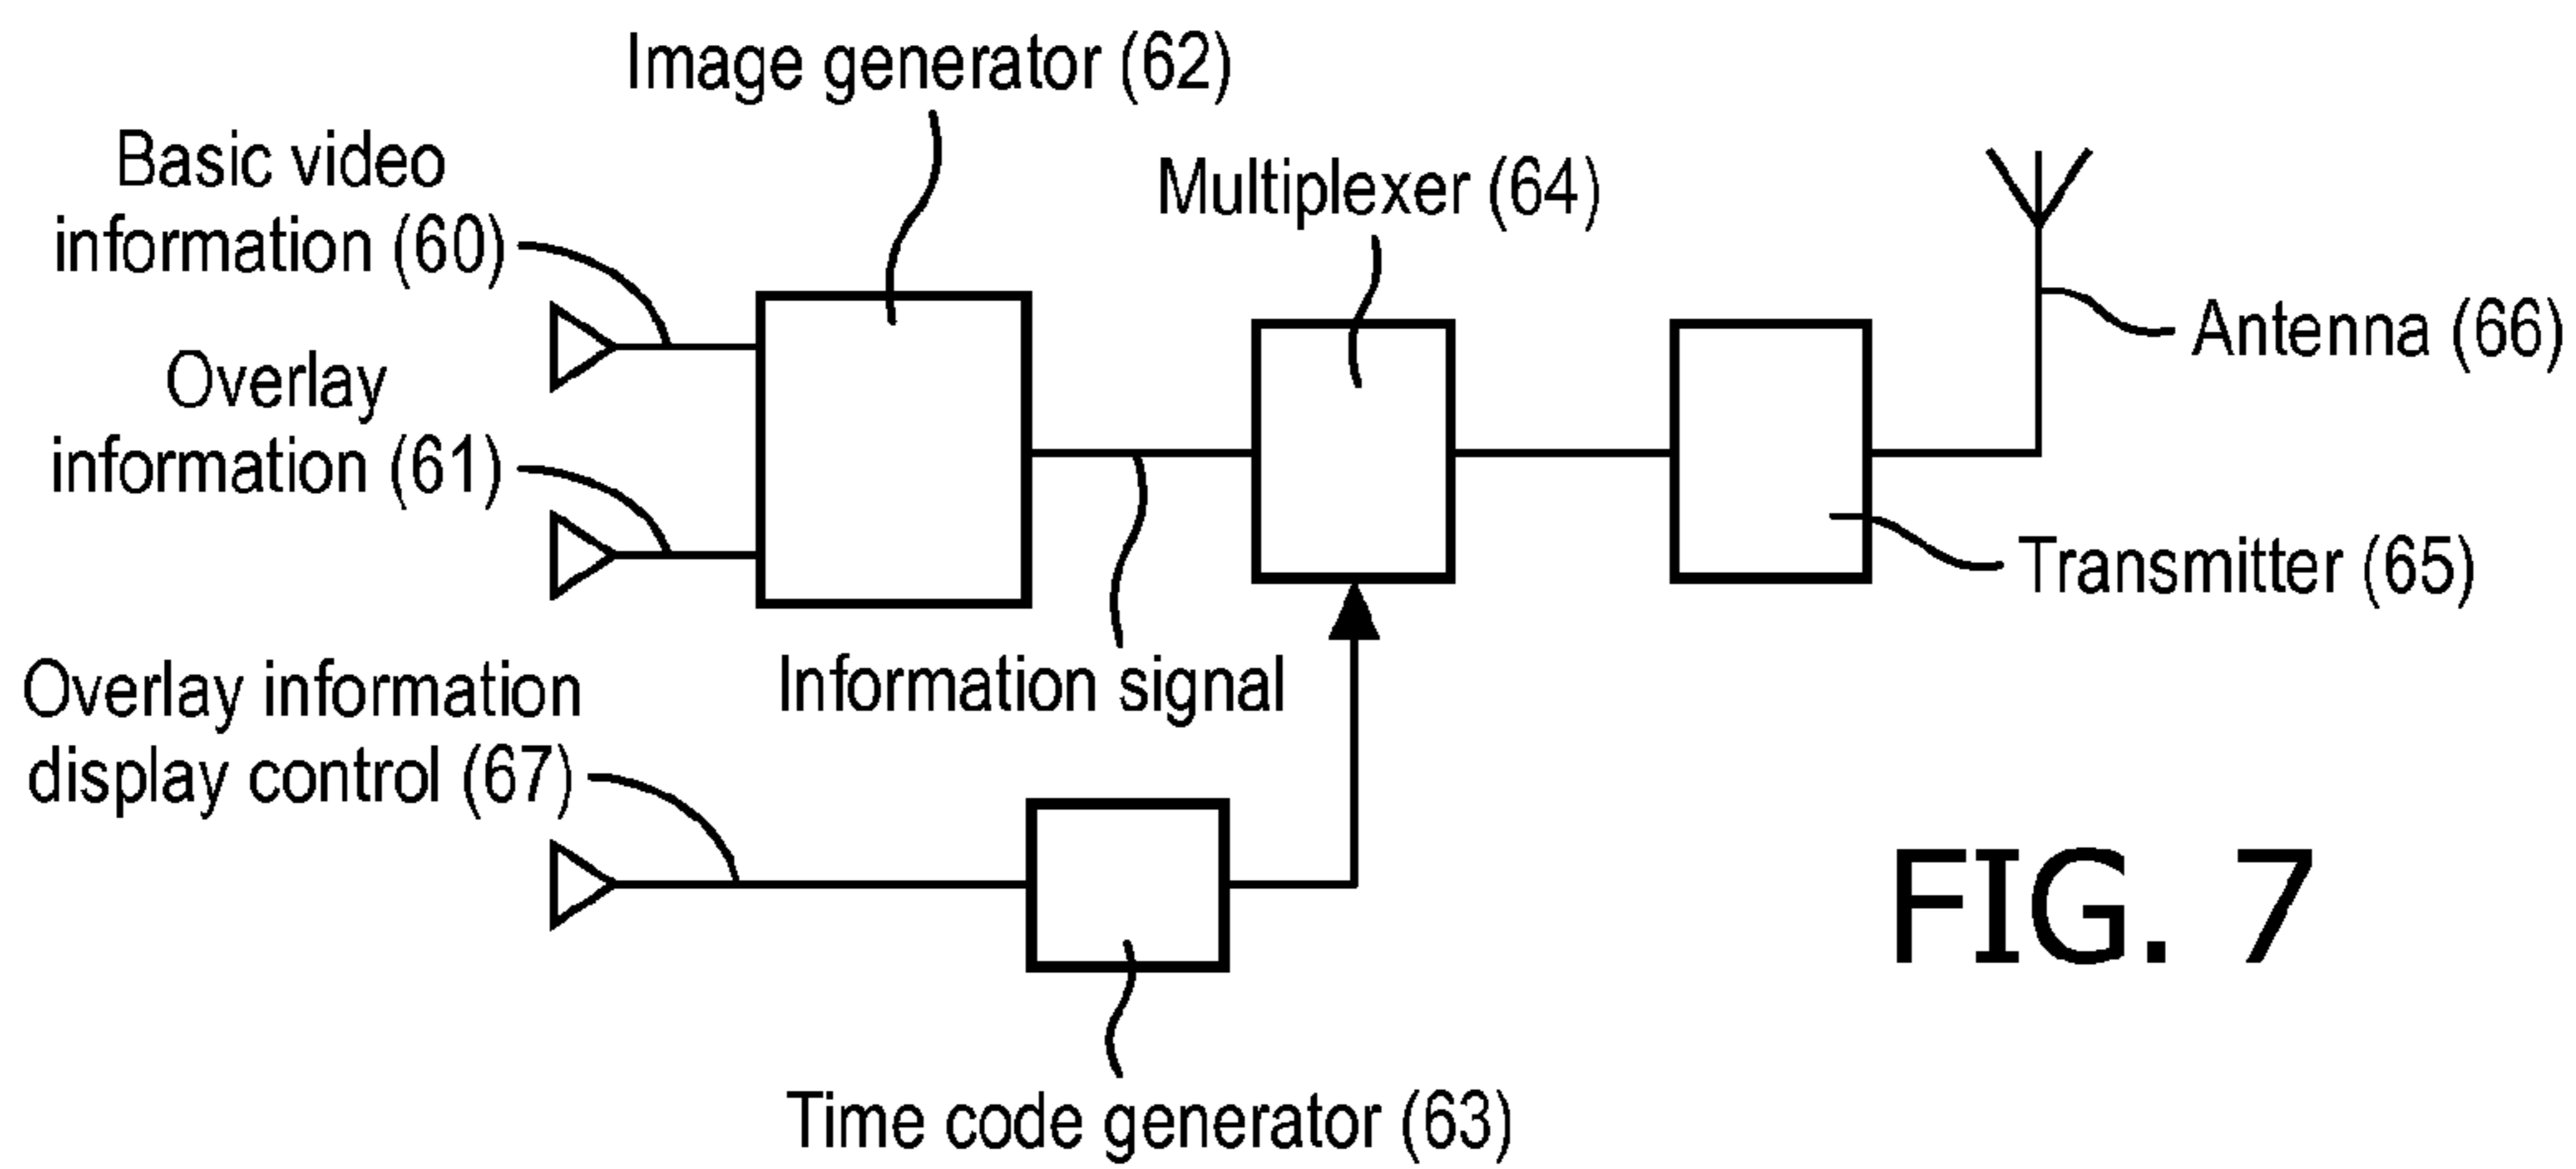 Image generator (62)
Basic video
information (60)
Multiplexer (64)
Antenna (66)
Overlay
information (61)
Transmitter (65)
Information signal
Overlay information
display control (67)
Time code generator (63)
FIG. 7